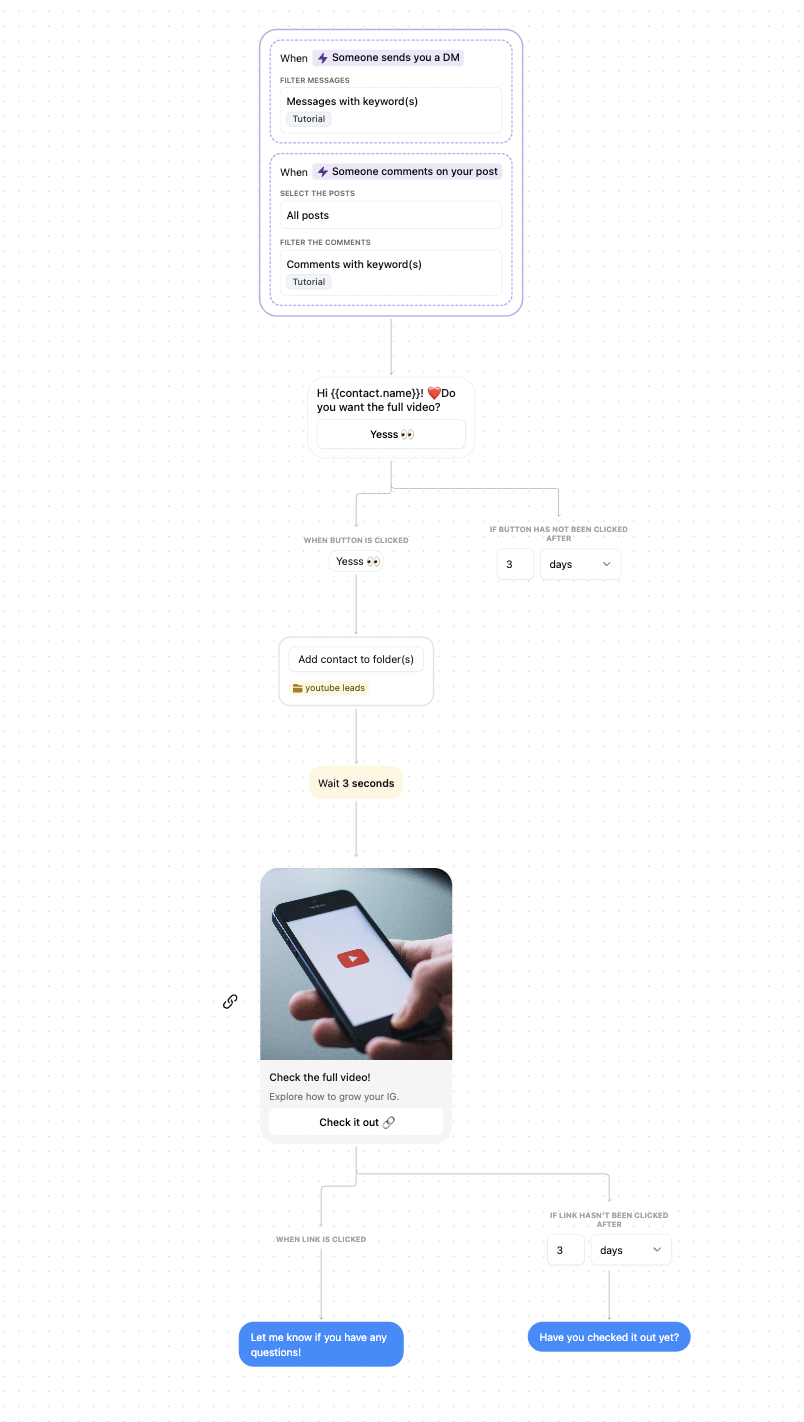 When ⚡ Someone sends you a DM
FILTER MESSAGES
Messages with keyword(s)
Tutorial
When ⚡ Someone comments on your post
SELECT THE POSTS
All posts
FILTER THE COMMENTS
Comments with keyword(s)
Tutorial
Hi {{contact.name}}! ❤️Do
you want the full video?
Yesss 👀
WHEN BUTTON IS CLICKED
Yesss 👀
IF BUTTON HAS NOT BEEN CLICKED
AFTER
3 days
Add contact to folder(s)
youtube leads
Wait 3 seconds
Check the full video!
Explore how to grow your IG.
Check it out 🔗
WHEN LINK IS CLICKED
IF LINK HASN'T BEEN CLICKED
AFTER
3 days
Let me know if you have any
questions!
Have you checked it out yet?